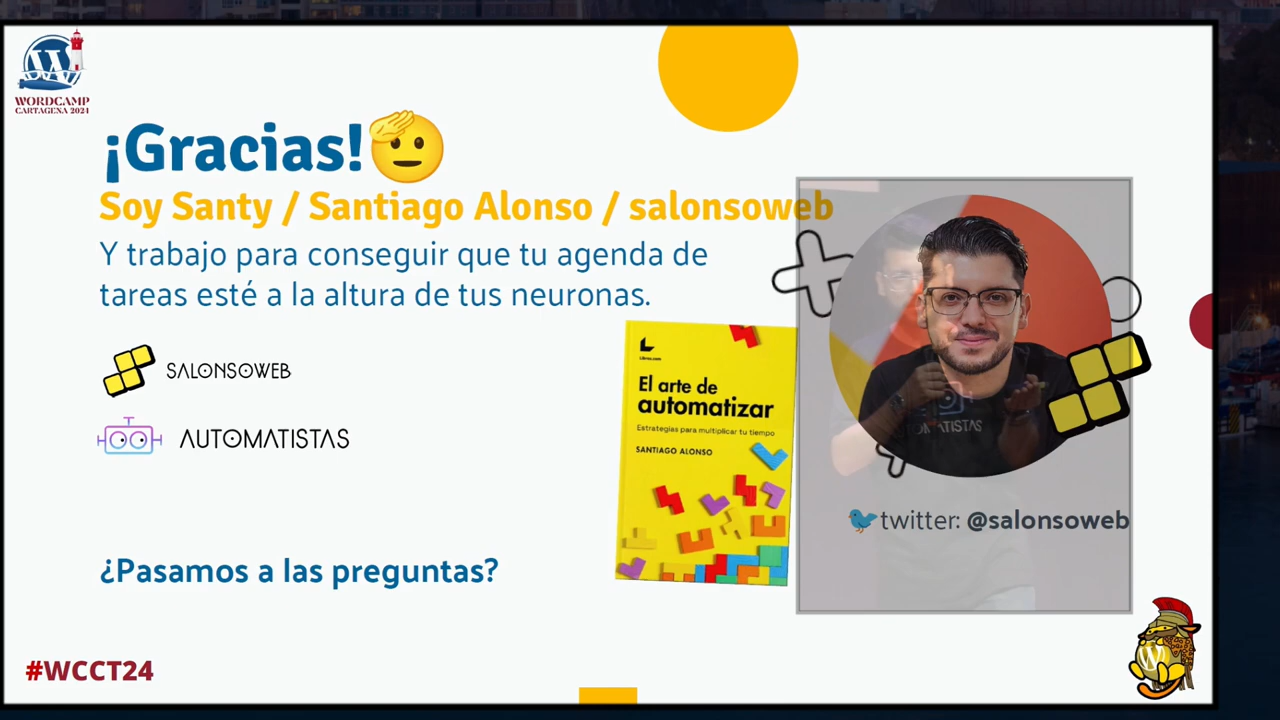 WORDCAMP
CARTAGENA 2024
¡Gracias!
Soy Santy / Santiago Alonso / salonsoweb
Y trabajo para conseguir que tu agenda de
tareas esté a la altura de tus neuronas.
SALONSOWEB
AUTOMATISTAS
Libros.com
El arte de
automatizar
Estrategias para multiplicar tu tiempo
SANTIAGO ALONSO
twitter: @salonsoweb
¿Pasamos a las preguntas?
#WCCT24